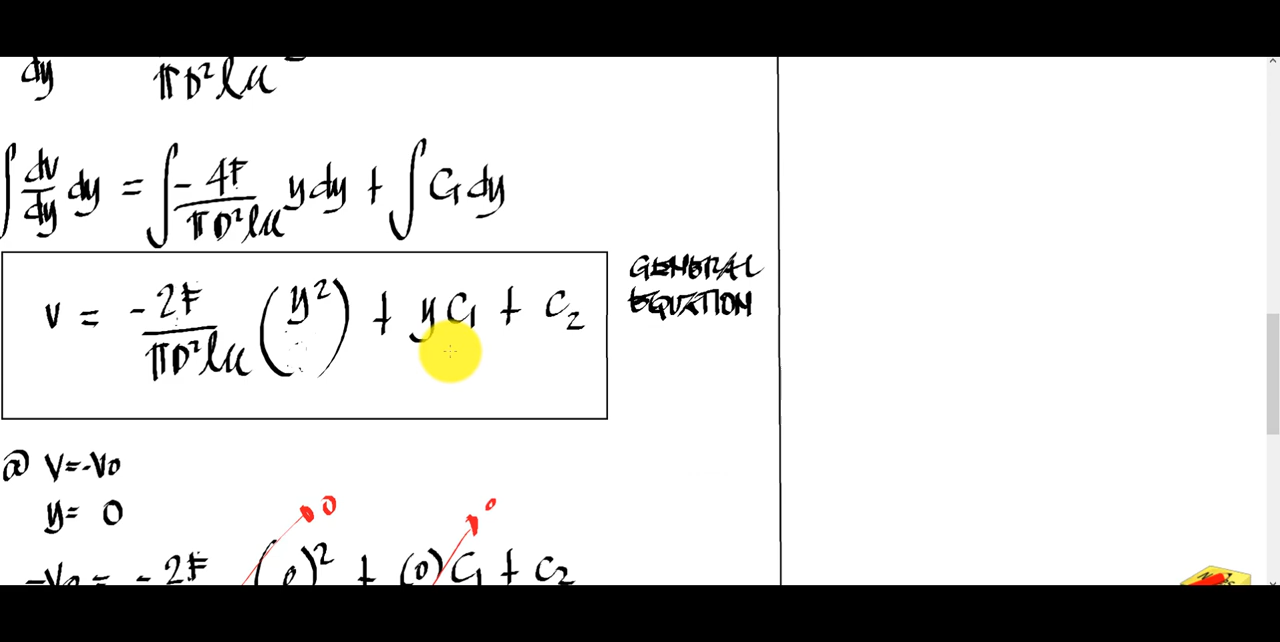 dy πD²lμ
∫ dv/dy dy = ∫ - 4F/πD²lμ y dy + ∫ C₁ dy
v = -2F/πD²lμ (y²) + yC₁ + C₂
GENERAL
EQUATION
@ V=-V0
y= 0
0 0
-V0 = -2F (0)² + (0)C₁ + C₂